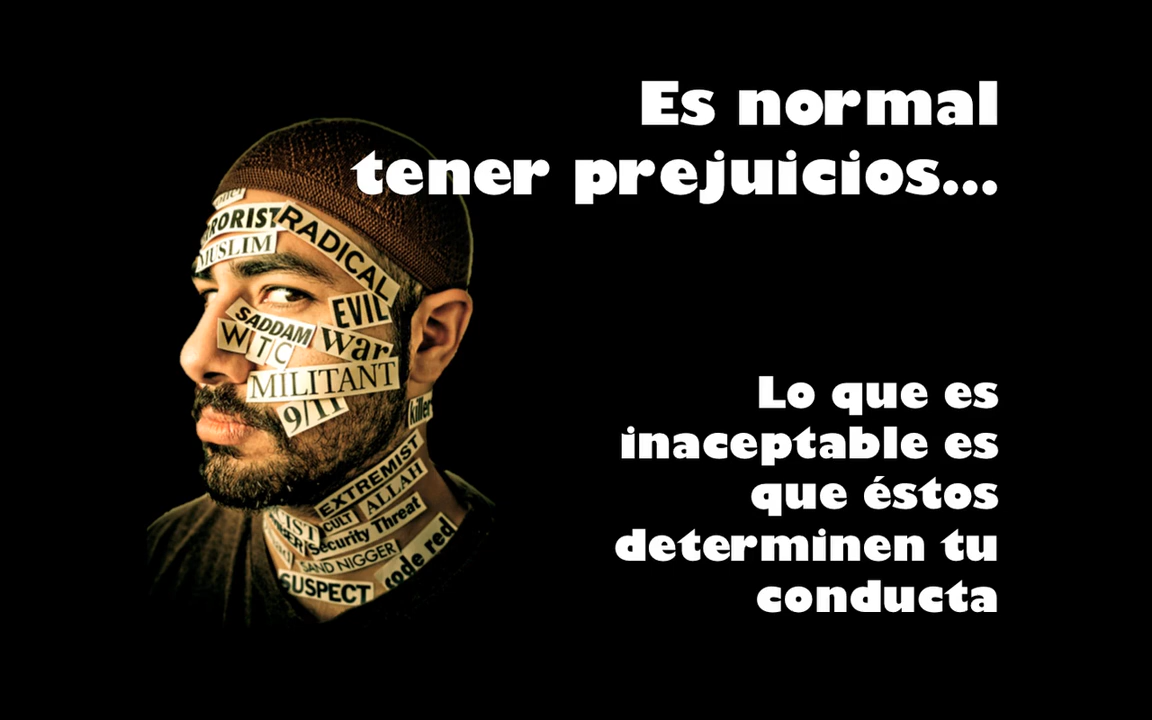 Es normal
tener prejuicios...
RORIST
RADICAL
MUSLIM
EVIL
SADDAM
WTC
War
MILITANT
9/11
killer
EXTREMIST
ALLAH
CULT
Security Threat
SAND NIGGER
code red
SUSPECT
Lo que es
inaceptable es
que éstos
determinen tu
conducta